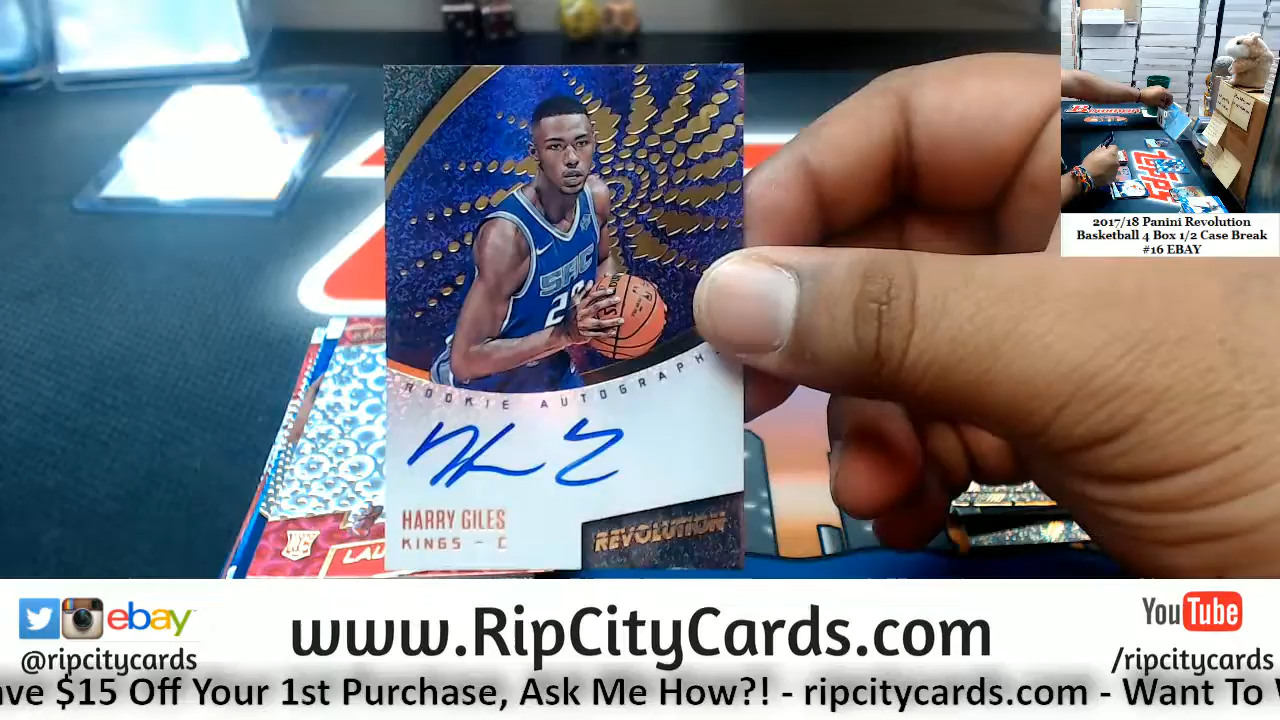 SAC
ROOKIE AUTOGRAPH
HARRY GILES
KINGS - C
REVOLUTION
LAU
2017/18 Panini Revolution
Basketball 4 Box 1/2 Case Break
#16 EBAY
ebay
@ripcitycards
www.RipCityCards.com
YouTube
/ripcitycards
ave $15 Off Your 1st Purchase, Ask Me How?! - ripcitycards.com - Want To